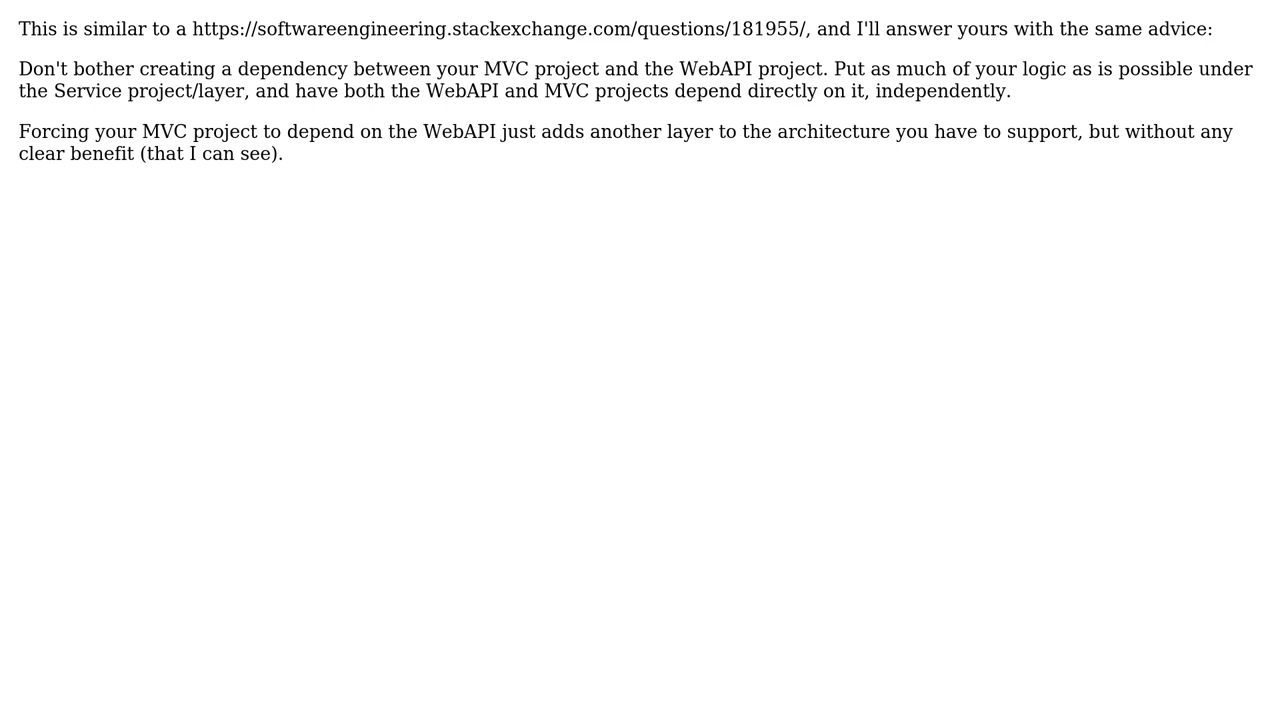 This is similar to a https://softwareengineering.stackexchange.com/questions/181955/, and I'll answer yours with the same advice:
Don't bother creating a dependency between your MVC project and the WebAPI project. Put as much of your logic as is possible under
the Service project/layer, and have both the WebAPI and MVC projects depend directly on it, independently.
Forcing your MVC project to depend on the WebAPI just adds another layer to the architecture you have to support, but without any
clear benefit (that I can see).